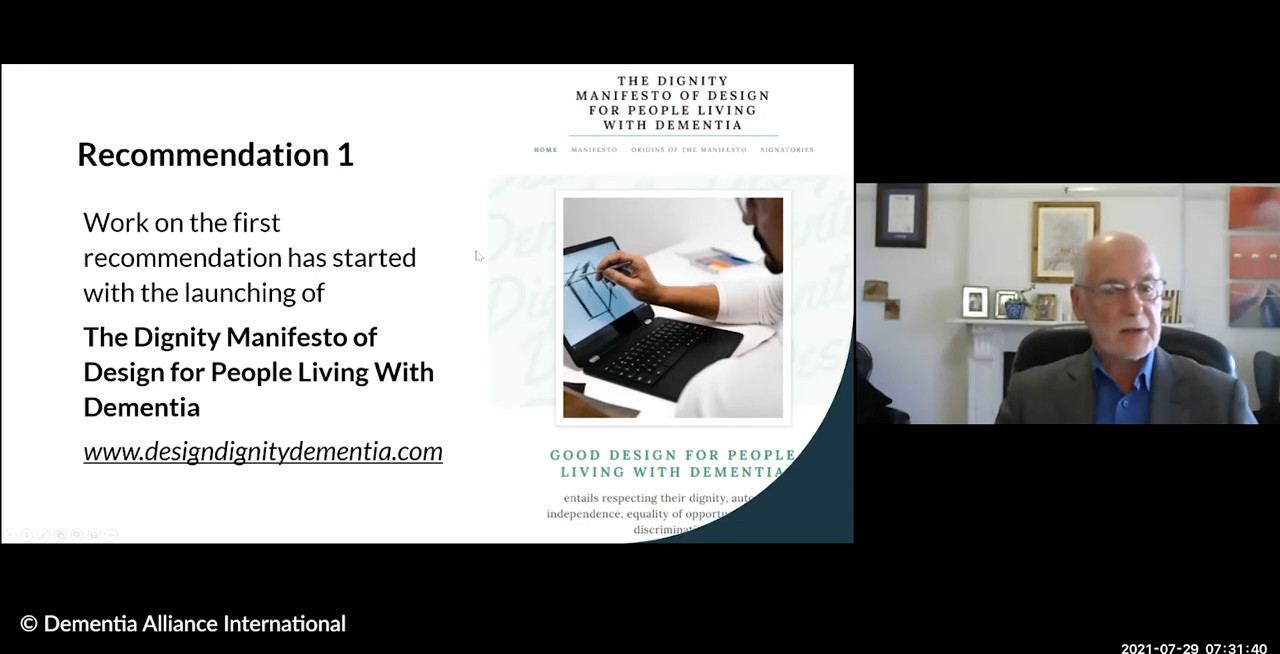 Recommendation 1
Work on the first
recommendation has started
with the launching of
The Dignity Manifesto of
Design for People Living With
Dementia
www.designdignitydementia.com
THE DIGNITY
MANIFESTO OF DESIGN
FOR PEOPLE LIVING
WITH DEMENTIA
HOME MANIFESTO ORIGINS OF THE MANIFESTO SIGNATORIES
GOOD DESIGN FOR PEOPLE
LIVING WITH DEMENTIA
entails respecting their dignity,
independence, equality of
© Dementia Alliance International
2021-07-29 07:31:40